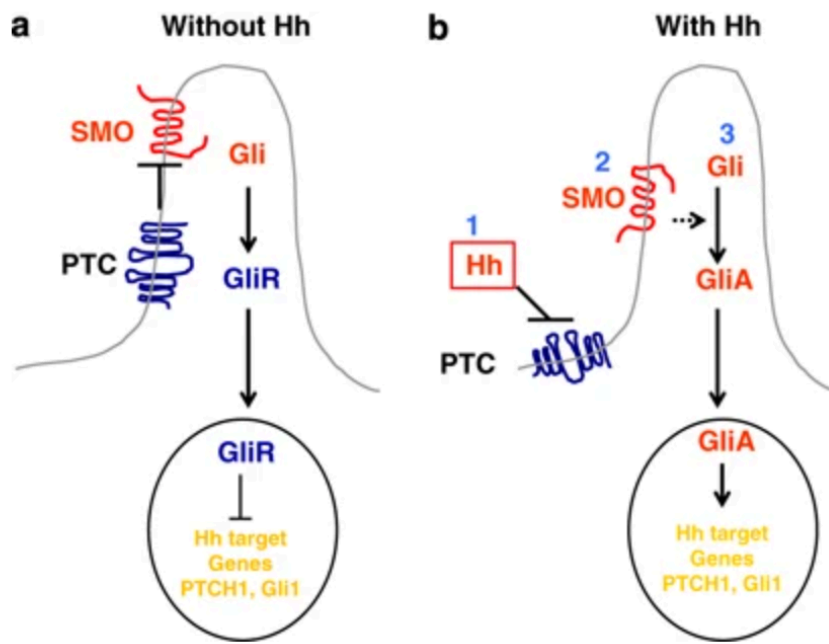 a
Without Hh
SMO
Gli
PTC
GliR
GliR
Hh target
Genes
PTCH1, Gli1
b
With Hh
3
2
Gli
SMO
1
Hh
GliA
PTC
GliA
Hh target
Genes
PTCH1, Gli1